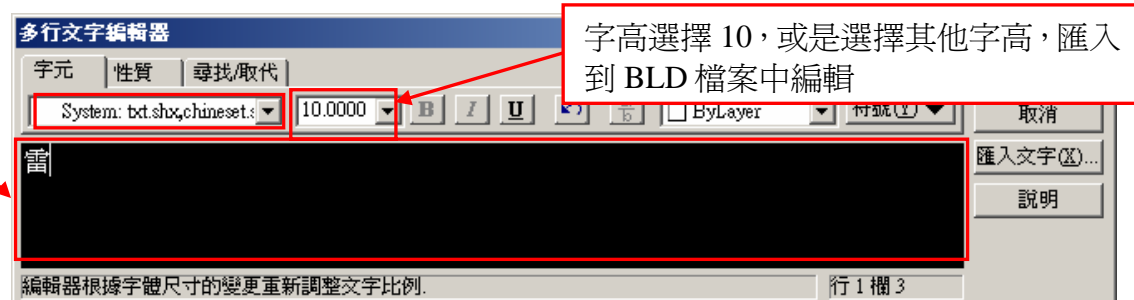 多行文字編輯器
字高選擇 10，或是選擇其他字高，匯入
到 BLD 檔案中編輯
字元 性質 尋找/取代
System: txt.shx,chineset.s 10.0000 B I U ByLayer 符號(Y) 取消
雷 匯入文字(X)...
說明
編輯器根據字體尺寸的變更重新調整文字比例. 行 1 欄 3